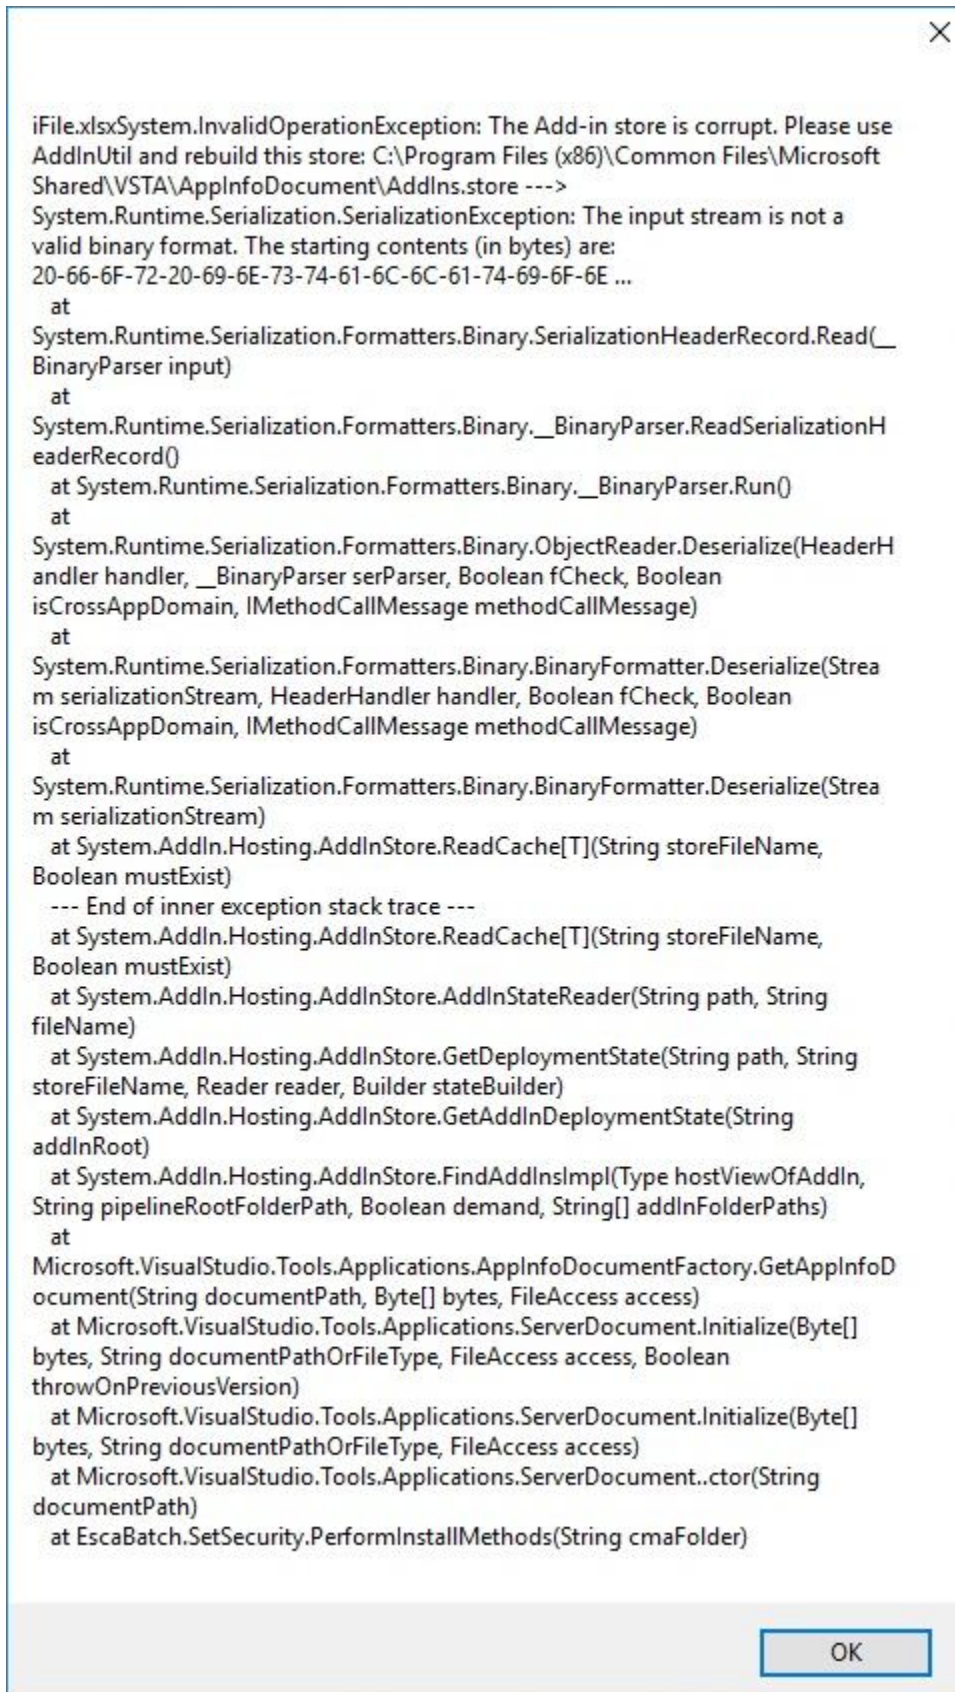 iFile.xlsxSystem.InvalidOperationException: The Add-in store is corrupt. Please use
AddInUtil and rebuild this store: C:\Program Files (x86)\Common Files\Microsoft
Shared\VSTA\AppInfoDocument\AddIns.store --->
System.Runtime.Serialization.SerializationException: The input stream is not a
valid binary format. The starting contents (in bytes) are:
20-66-6F-72-20-69-6E-73-74-61-6C-6C-61-74-69-6F-6E ...
at
System.Runtime.Serialization.Formatters.Binary.SerializationHeaderRecord.Read(__
BinaryParser input)
at
System.Runtime.Serialization.Formatters.Binary.__BinaryParser.ReadSerializationH
eaderRecord()
at System.Runtime.Serialization.Formatters.Binary.__BinaryParser.Run()
at
System.Runtime.Serialization.Formatters.Binary.ObjectReader.Deserialize(HeaderH
andler handler, __BinaryParser serParser, Boolean fCheck, Boolean
isCrossAppDomain, IMethodCallMessage methodCallMessage)
at
System.Runtime.Serialization.Formatters.Binary.BinaryFormatter.Deserialize(Strea
m serializationStream, HeaderHandler handler, Boolean fCheck, Boolean
isCrossAppDomain, IMethodCallMessage methodCallMessage)
at
System.Runtime.Serialization.Formatters.Binary.BinaryFormatter.Deserialize(Strea
m serializationStream)
at System.AddIn.Hosting.AddInStore.ReadCache[T](String storeFileName,
Boolean mustExist)
--- End of inner exception stack trace ---
at System.AddIn.Hosting.AddInStore.ReadCache[T](String storeFileName,
Boolean mustExist)
at System.AddIn.Hosting.AddInStore.AddInStateReader(String path, String
fileName)
at System.AddIn.Hosting.AddInStore.GetDeploymentState(String path, String
storeFileName, Reader reader, Builder stateBuilder)
at System.AddIn.Hosting.AddInStore.GetAddInDeploymentState(String
addInRoot)
at System.AddIn.Hosting.AddInStore.FindAddInsImpl(Type hostViewOfAddIn,
String pipelineRootFolderPath, Boolean demand, String[] addInFolderPaths)
at
Microsoft.VisualStudio.Tools.Applications.AppInfoDocumentFactory.GetAppInfoD
ocument(String documentPath, Byte[] bytes, FileAccess access)
at Microsoft.VisualStudio.Tools.Applications.ServerDocument.Initialize(Byte[]
bytes, String documentPathOrFileType, FileAccess access, Boolean
throwOnPreviousVersion)
at Microsoft.VisualStudio.Tools.Applications.ServerDocument.Initialize(Byte[]
bytes, String documentPathOrFileType, FileAccess access)
at Microsoft.VisualStudio.Tools.Applications.ServerDocument..ctor(String
documentPath)
at EscaBatch.SetSecurity.PerformInstallMethods(String cmaFolder)
OK